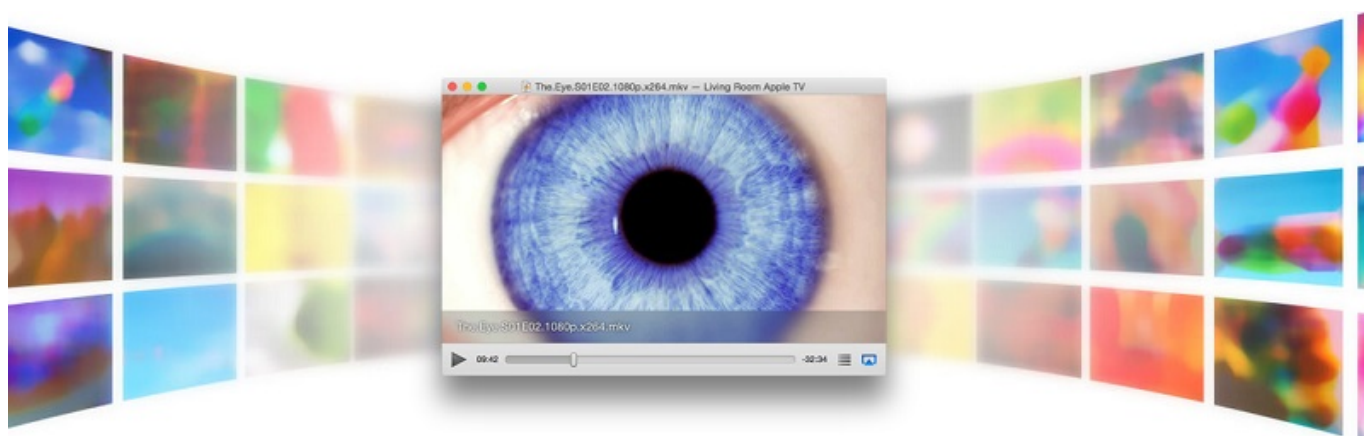 The.Eye.S01E02.1080p.x264.mkv — Living Room Apple TV
The.Eye.S01E02.1080p.x264.mkv
09:42 -32:34